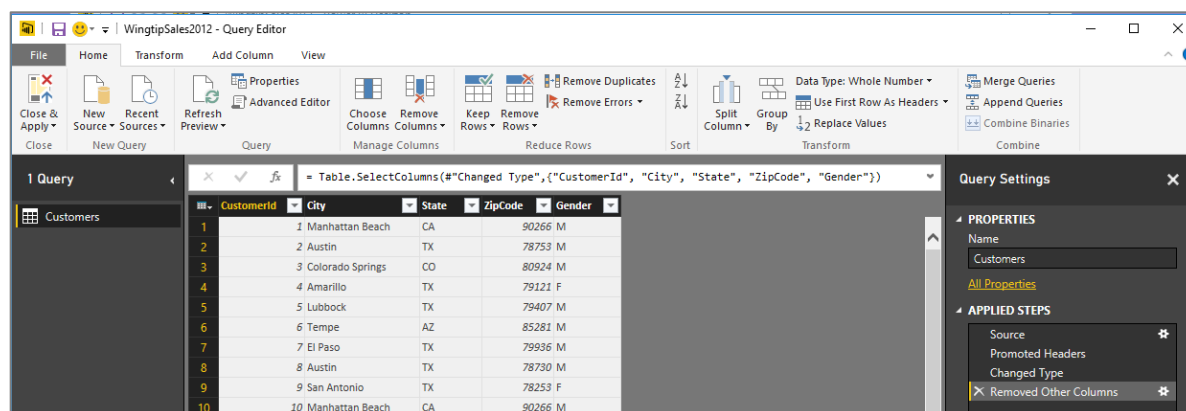 WingtipSales2012 - Query Editor
File Home Transform Add Column View
Close & Apply
New Source
Recent Sources
Refresh Preview
Properties
Advanced Editor
Choose Columns
Remove Columns
Keep Rows
Remove Rows
Remove Duplicates
Remove Errors
Split Column
Group By
Data Type: Whole Number
Use First Row As Headers
Replace Values
Merge Queries
Append Queries
Combine Binaries
Close New Query Query Manage Columns Reduce Rows Sort Transform Combine
1 Query
Customers
fx = Table.SelectColumns(#"Changed Type",{"CustomerId", "City", "State", "ZipCode", "Gender"})
CustomerId City State ZipCode Gender
1 1 Manhattan Beach CA 90266 M
2 2 Austin TX 78753 M
3 3 Colorado Springs CO 80924 M
4 4 Amarillo TX 79121 F
5 5 Lubbock TX 79407 M
6 6 Tempe AZ 85281 M
7 7 El Paso TX 79936 M
8 8 Austin TX 78730 M
9 9 San Antonio TX 78253 F
10 10 Manhattan Beach CA 90266 M
Query Settings
PROPERTIES
Name
Customers
All Properties
APPLIED STEPS
Source
Promoted Headers
Changed Type
Removed Other Columns